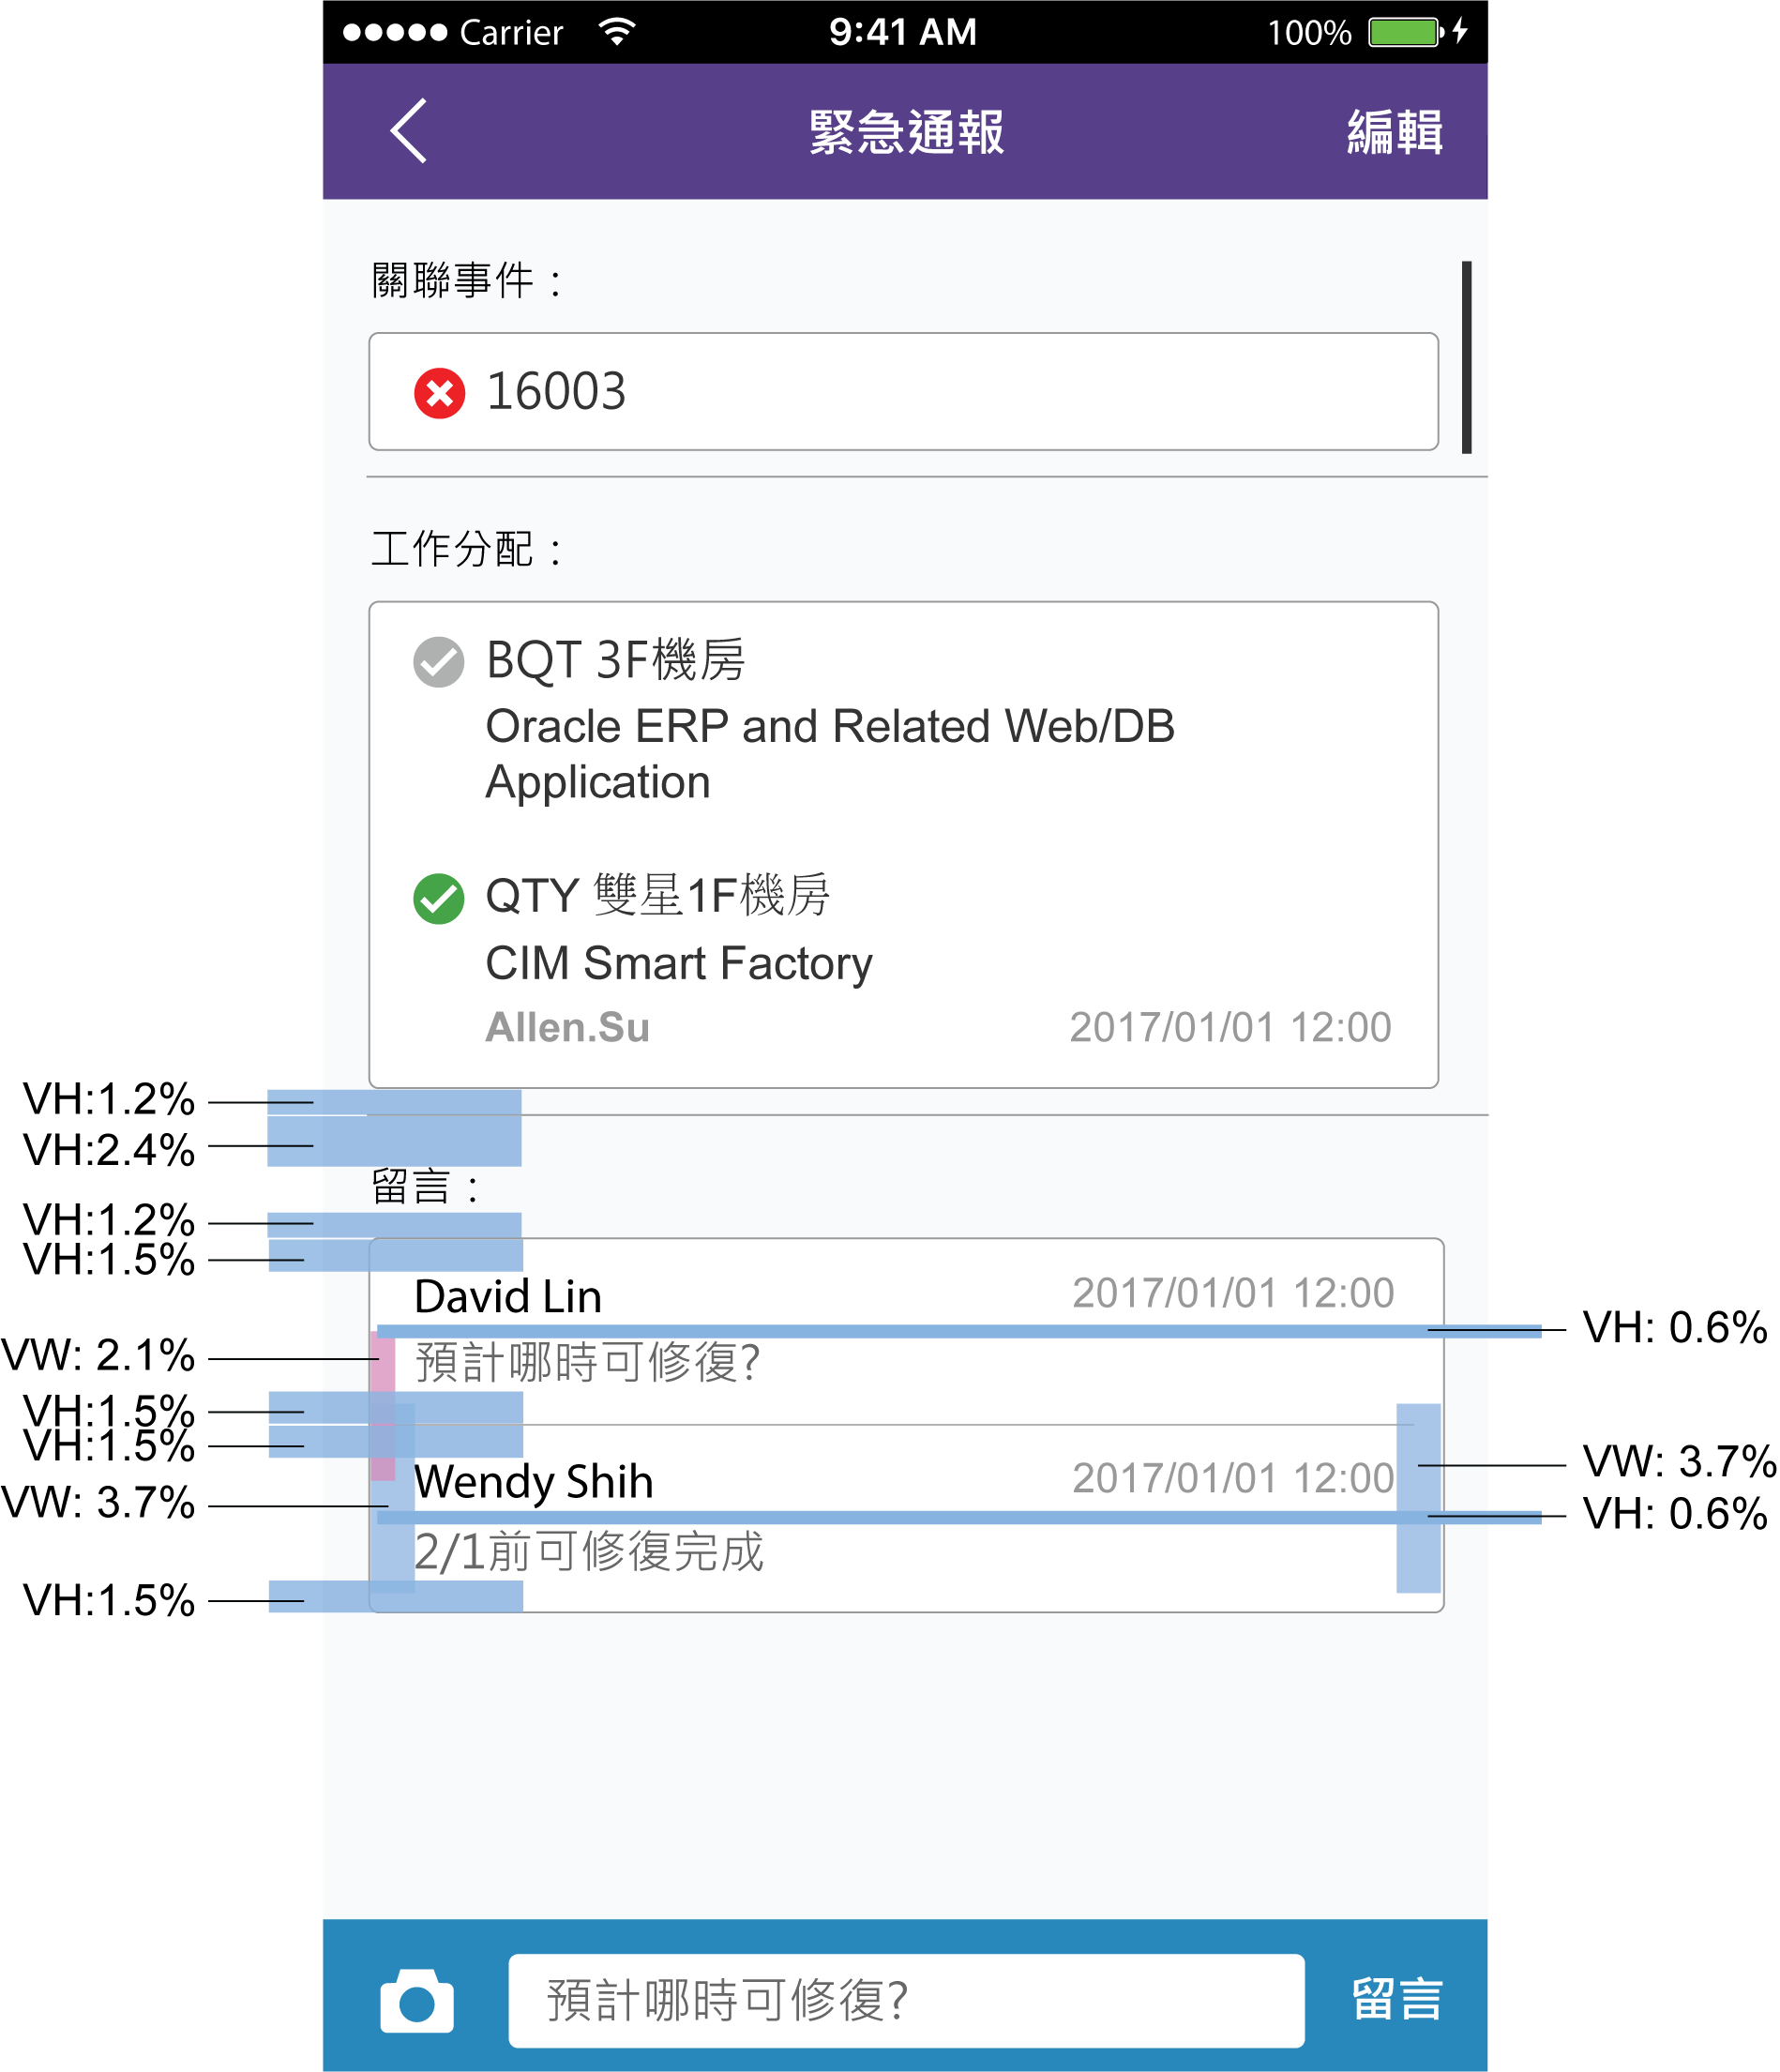 Carrier 9:41 AM 100%
緊急通報 編輯
關聯事件：
16003
工作分配：
BQT 3F機房
Oracle ERP and Related Web/DB
Application
QTY 雙星1F機房
CIM Smart Factory
Allen.Su 2017/01/01 12:00
VH:1.2%
VH:2.4%
留言：
VH:1.2%
VH:1.5%
David Lin 2017/01/01 12:00
VH: 0.6%
VW: 2.1%
預計哪時可修復?
VH:1.5%
VH:1.5%
Wendy Shih 2017/01/01 12:00
VW: 3.7%
VW: 3.7%
VH: 0.6%
2/1前可修復完成
VH:1.5%
預計哪時可修復? 留言